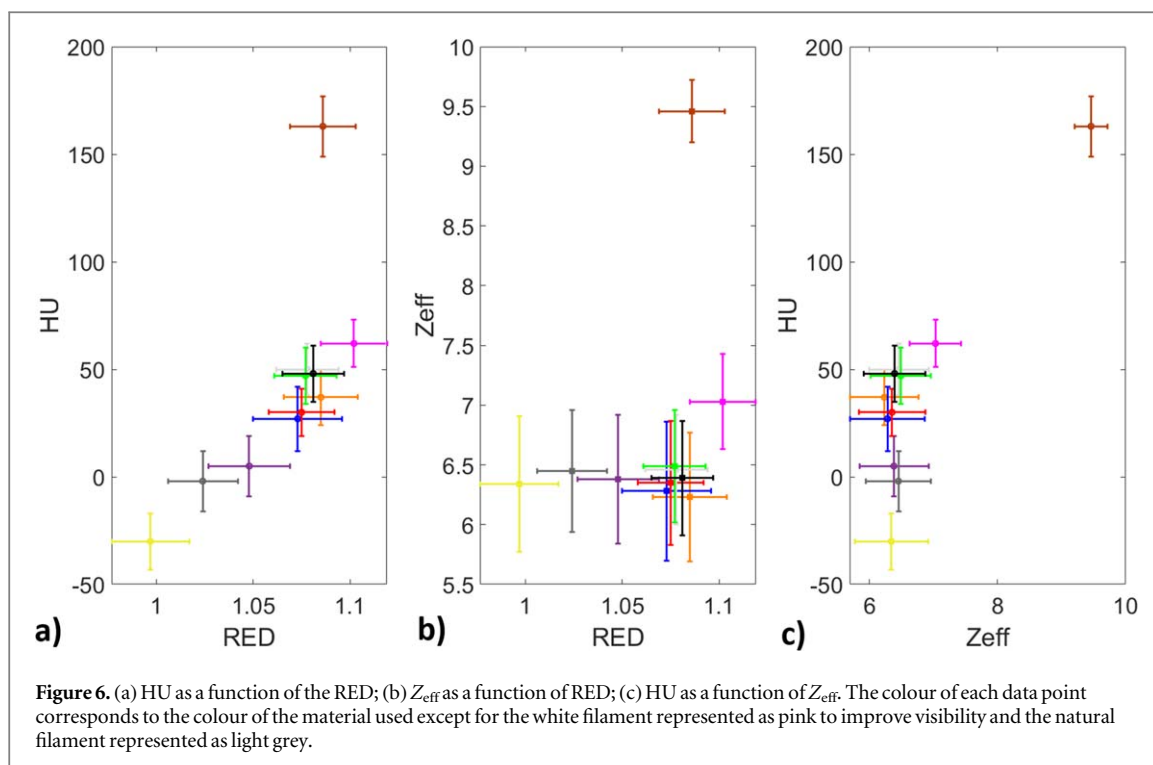 200
150
100
50
0
-50
HU
1
1.05
1.1
RED
a)
10
9.5
9
8.5
8
7.5
7
6.5
6
5.5
Zeff
1
1.05
1.1
RED
b)
200
150
100
50
0
-50
HU
6
8
10
Zeff
c)
Figure 6. (a) HU as a function of the RED; (b) Zeff as a function of RED; (c) HU as a function of Zeff. The colour of each data point
corresponds to the colour of the material used except for the white filament represented as pink to improve visibility and the natural
filament represented as light grey.